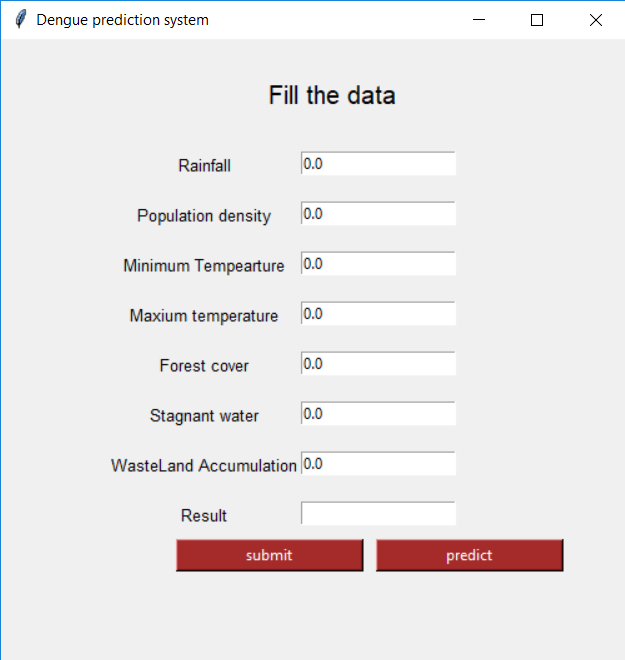 Dengue prediction system
Fill the data
Rainfall 0.0
Population density 0.0
Minimum Tempearture 0.0
Maxium temperature 0.0
Forest cover 0.0
Stagnant water 0.0
WasteLand Accumulation 0.0
Result
submit predict